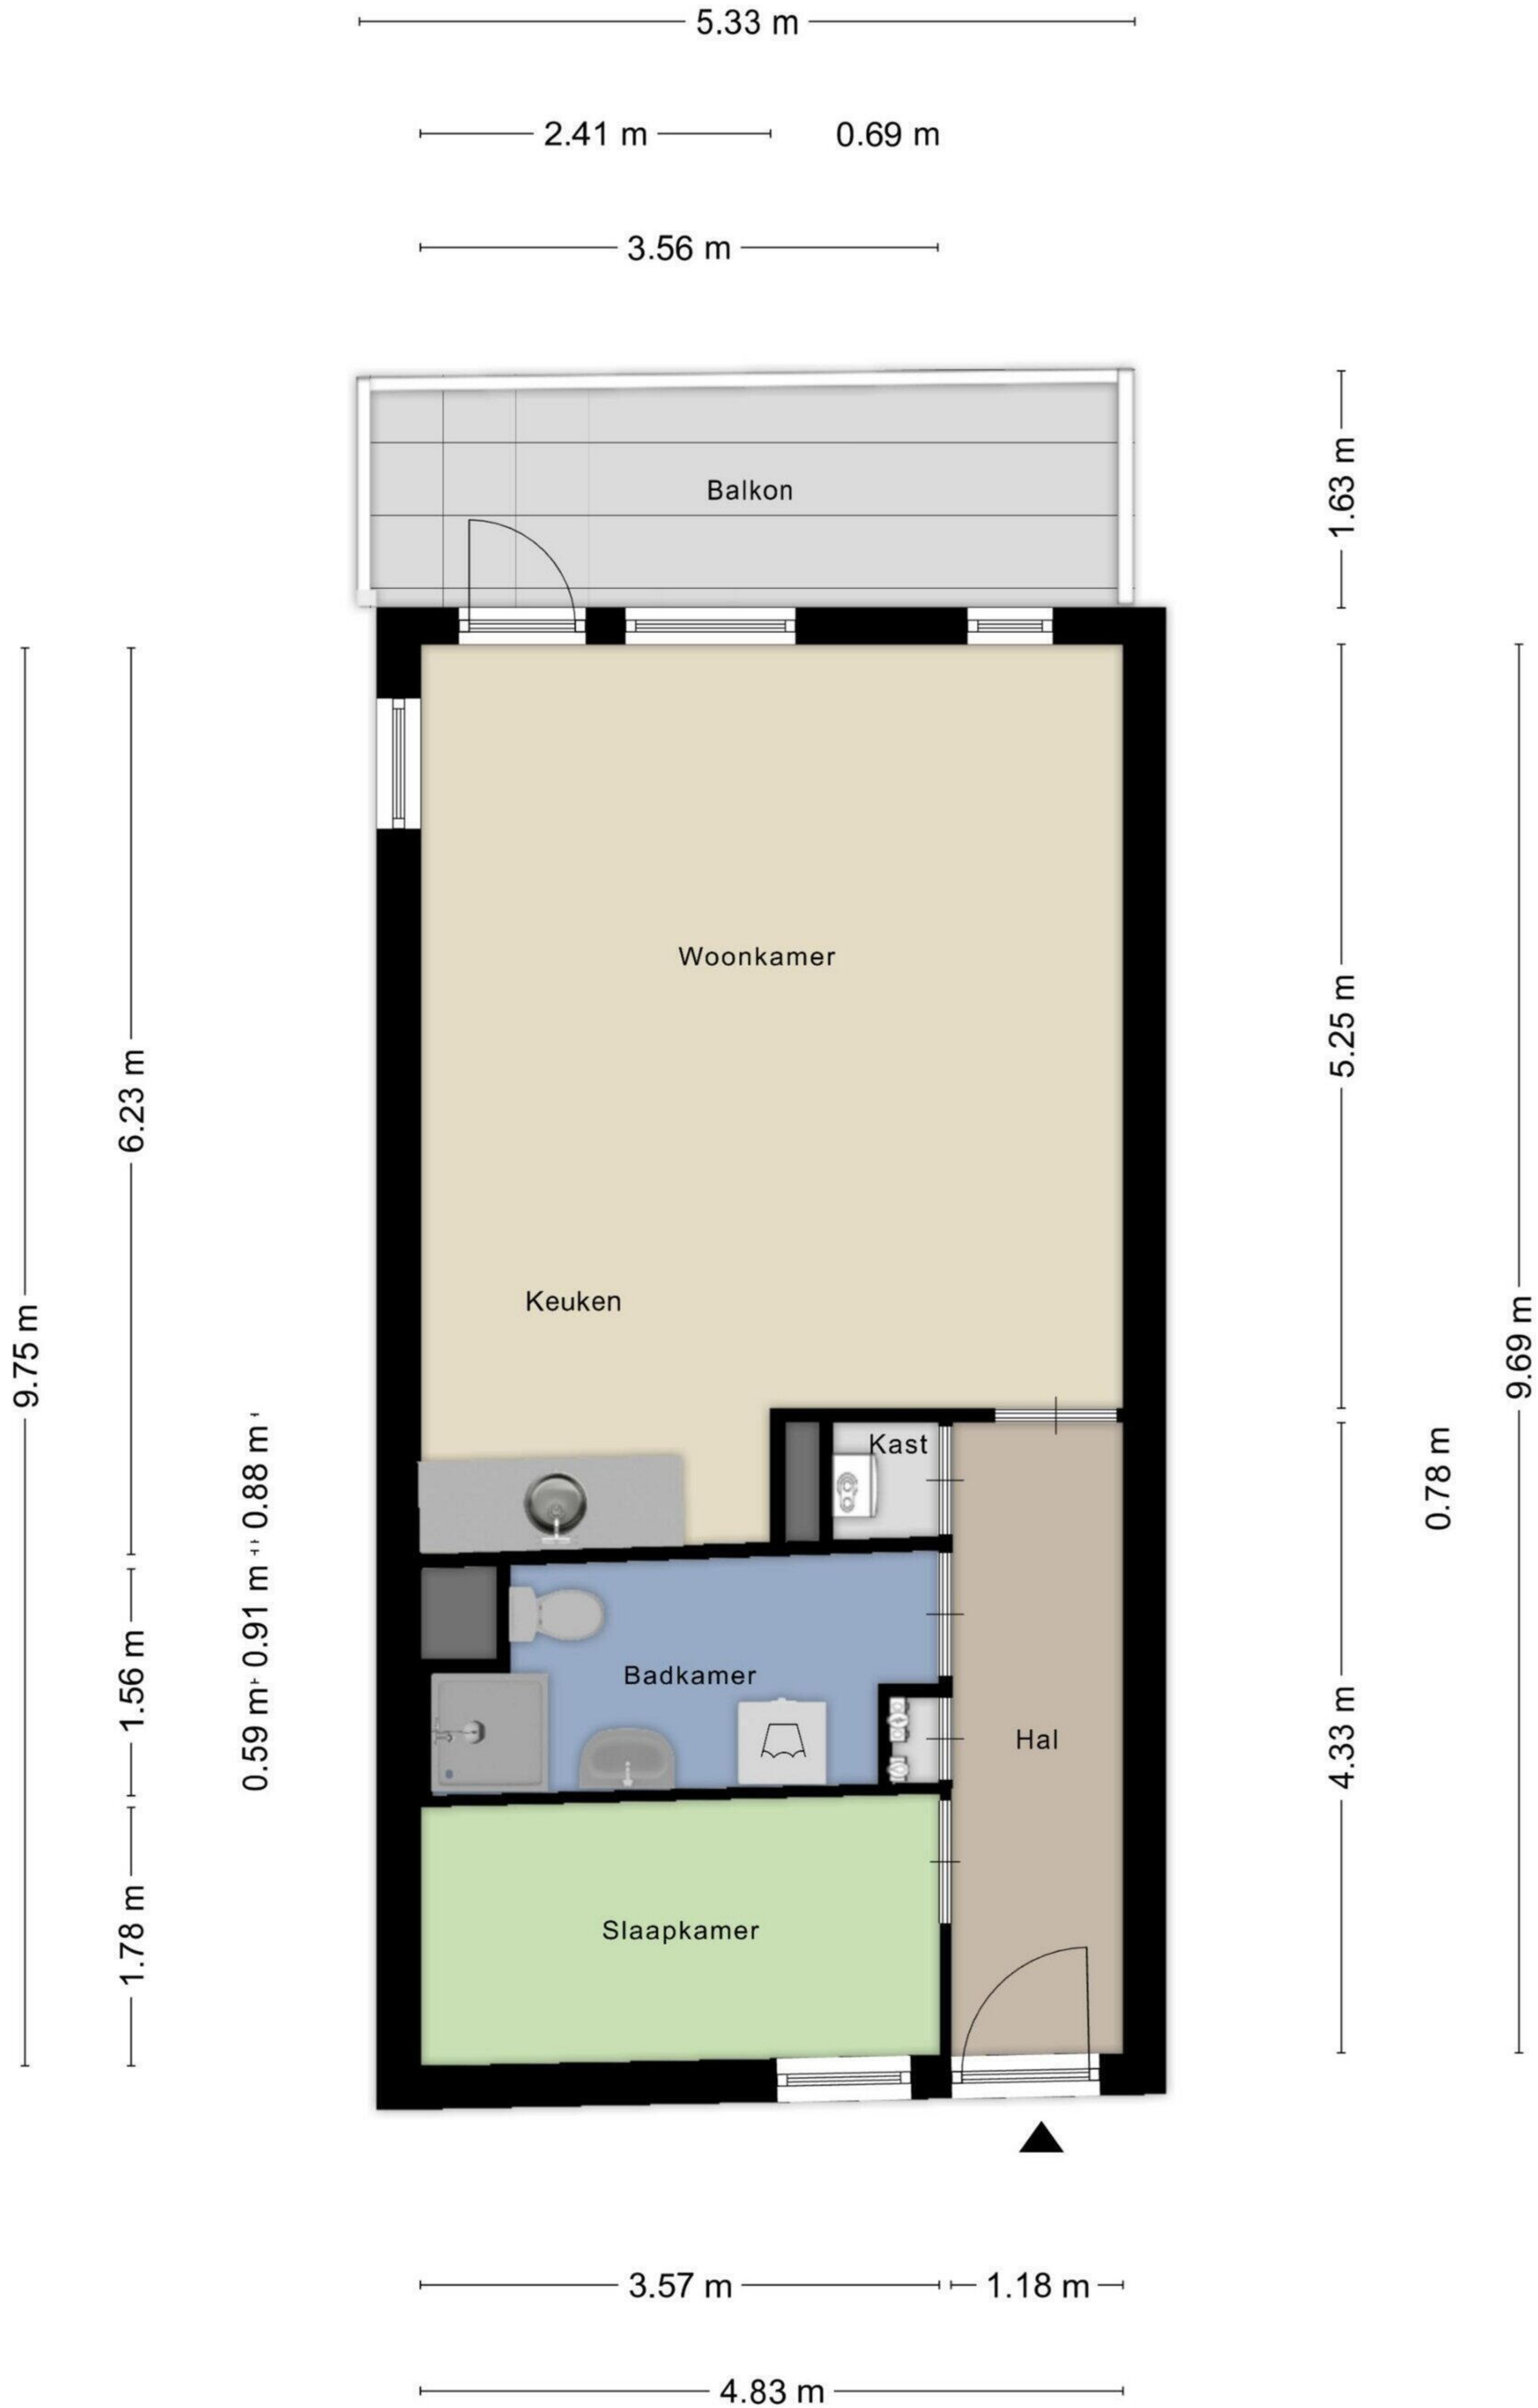 5.33 m
2.41 m
0.69 m
3.56 m
Balkon
1.63 m
Woonkamer
5.25 m
6.23 m
Keuken
9.75 m
9.69 m
Kast
0.88 m
0.78 m
0.91 m
0.59 m
Badkamer
1.56 m
Hal
4.33 m
Slaapkamer
1.78 m
3.57 m
1.18 m
4.83 m